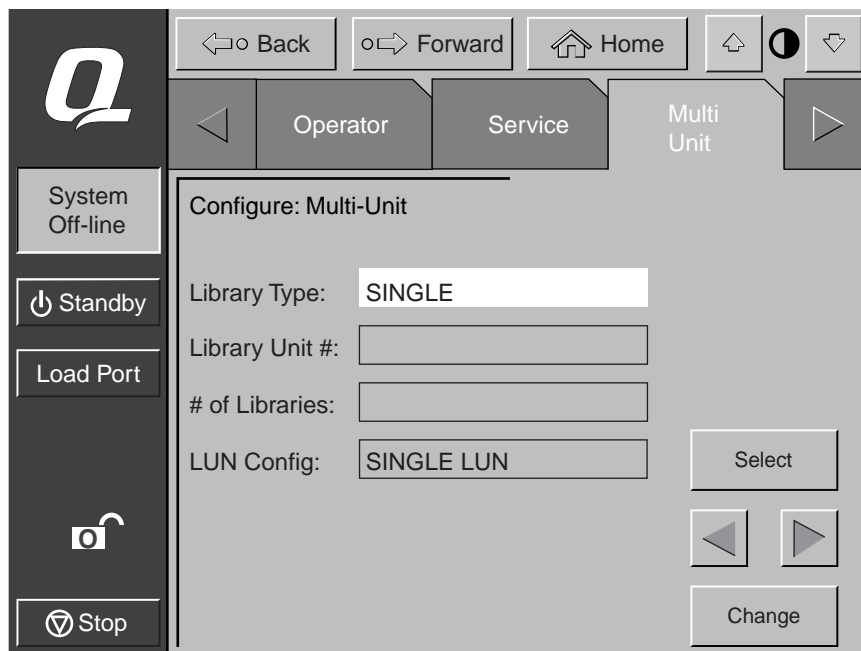 Q
Back
Forward
Home
Operator
Service
Multi
Unit
System
Off-line
Standby
Load Port
Stop
Configure: Multi-Unit
Library Type: SINGLE
Library Unit #:
# of Libraries:
LUN Config: SINGLE LUN
Select
Change